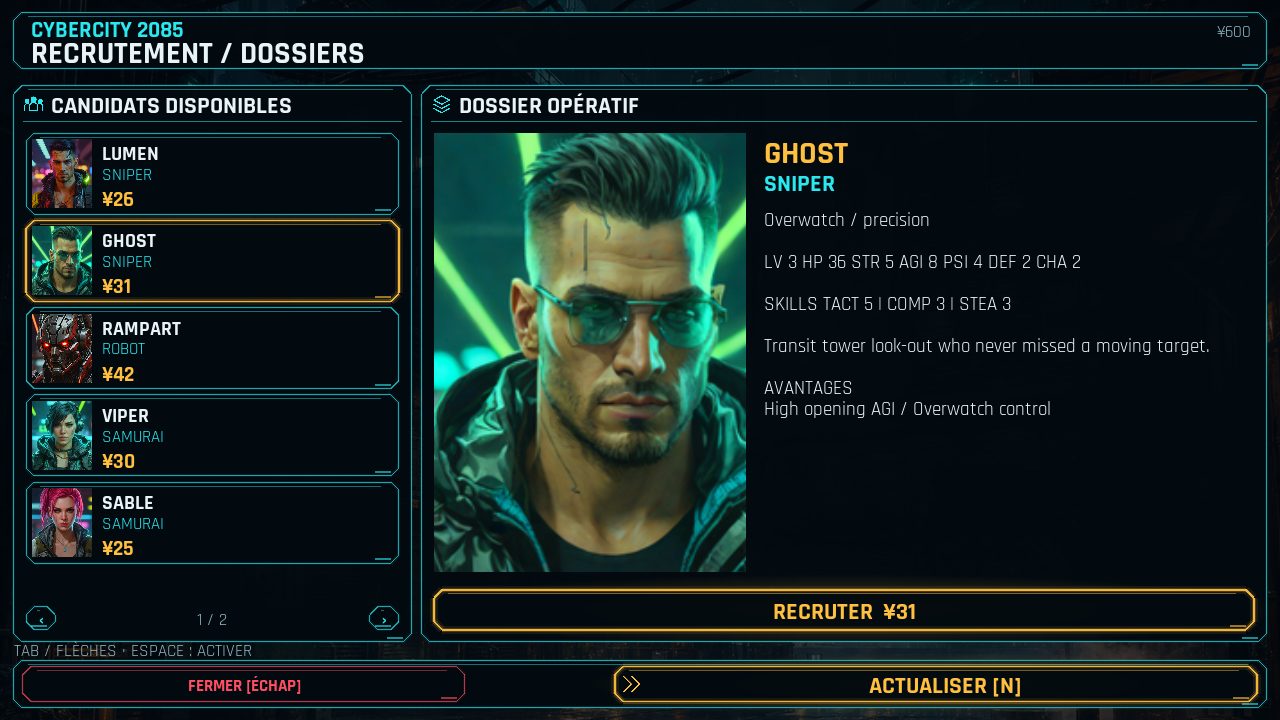 CYBERCITY 2085
RECRUTEMENT / DOSSIERS
¥600
CANDIDATS DISPONIBLES
LUMEN
SNIPER
¥26
GHOST
SNIPER
¥31
RAMPART
ROBOT
¥42
VIPER
SAMURAI
¥30
SABLE
SAMURAI
¥25
‹
1 / 2
›
DOSSIER OPÉRATIF
GHOST
SNIPER
Overwatch / precision
LV 3 HP 36 STR 5 AGI 8 PSI 4 DEF 2 CHA 2
SKILLS TACT 5 | COMP 3 | STEA 3
Transit tower look-out who never missed a moving target.
AVANTAGES
High opening AGI / Overwatch control
RECRUTER ¥31
TAB / FLÈCHES · ESPACE : ACTIVER
FERMER [ÉCHAP]
ACTUALISER [N]